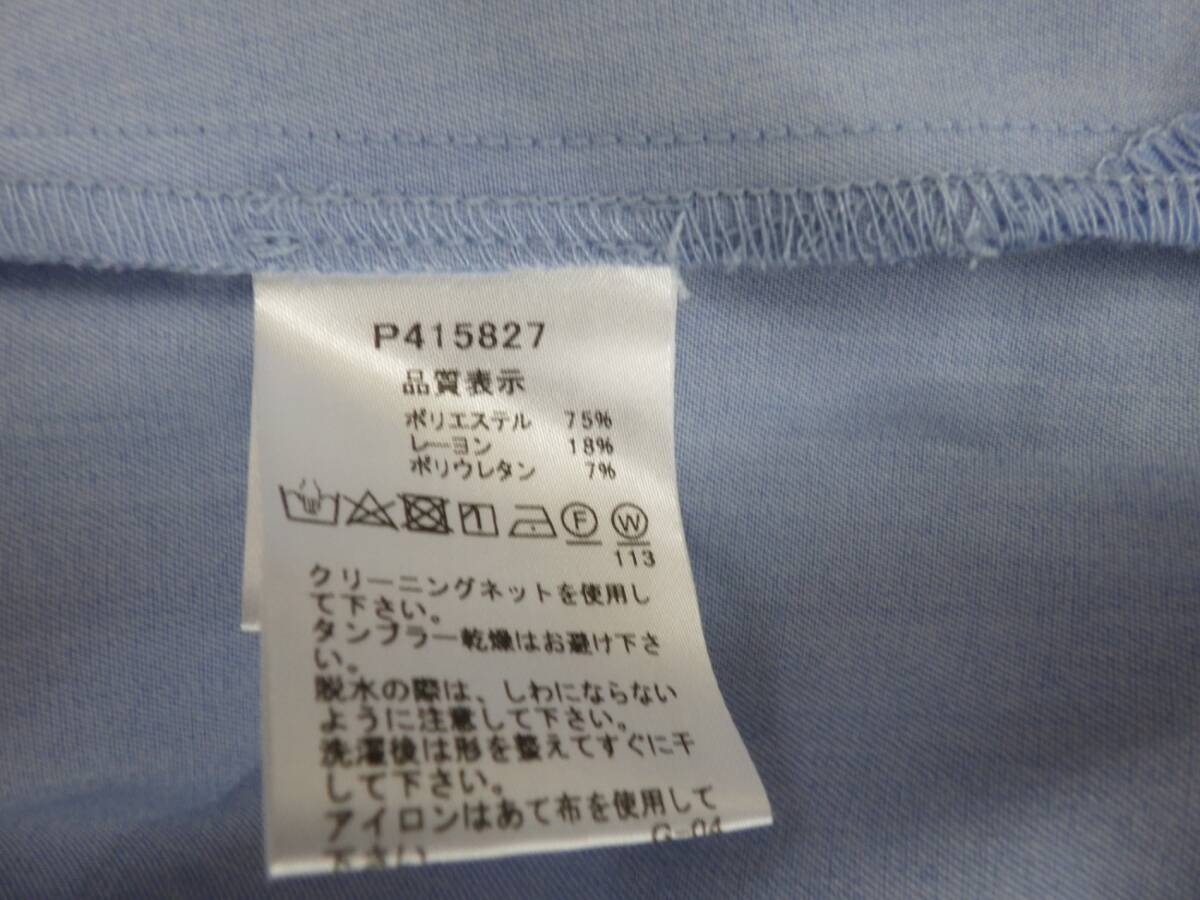 P415827
品質表示
ポリエステル 75%
レーヨン 18%
ポリウレタン 7%
1 F W
113
クリーニングネットを使用し
て下さい。
タンブラー乾燥はお避け下さ
い。
脱水の際は、しわにならない
ように注意して下さい。
洗濯後は形を整えてすぐに干
して下さい。
アイロンはあて布を使用して
下さい
G-04